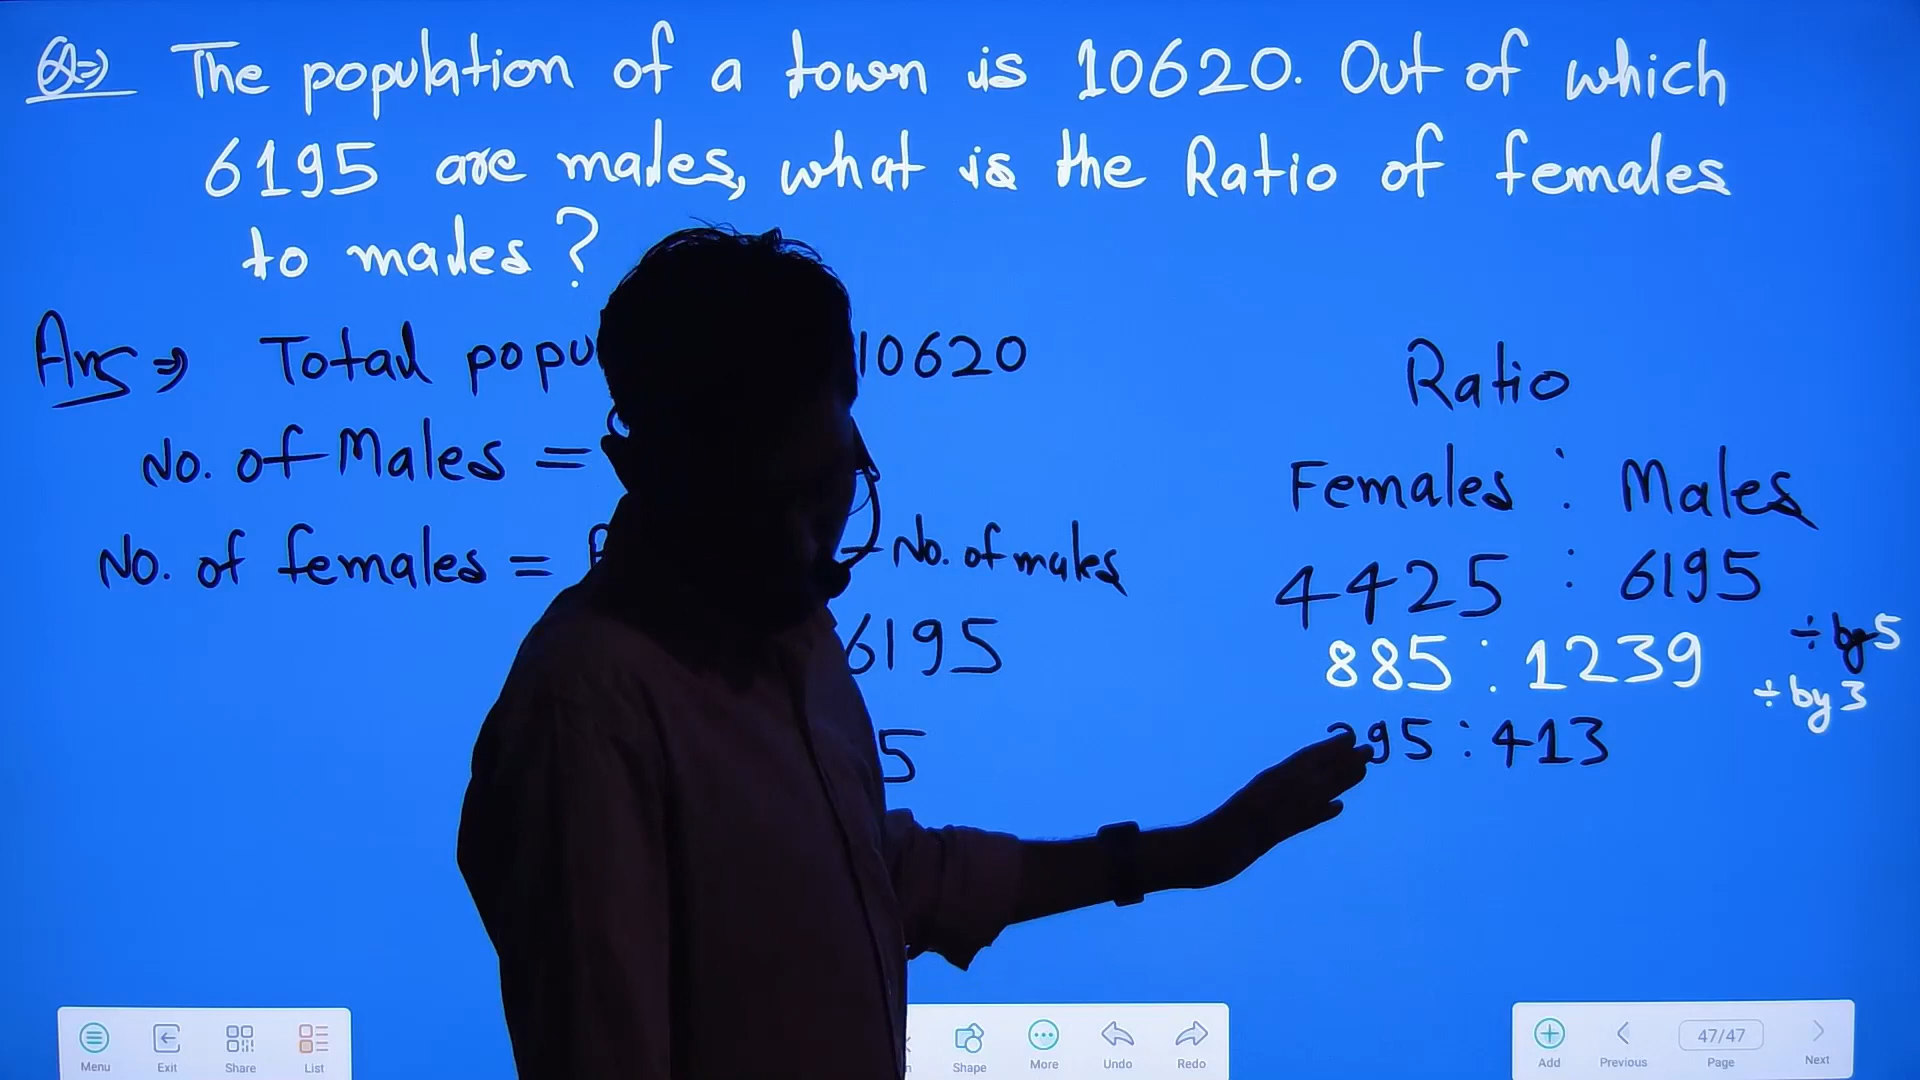 Q⇒ The population of a town is 10620. Out of which
6195 are males, what is the Ratio of females
to males ?
Ans ⇒ Total popu 10620
No. of Males =
No. of females = - No. of males
6195
5
Ratio
Females : Males
4425 : 6195
÷ by 5
885 : 1239
÷ by 3
95 : 413
Menu Exit Share List Shape More Undo Redo Add Previous 47/47 Page Next